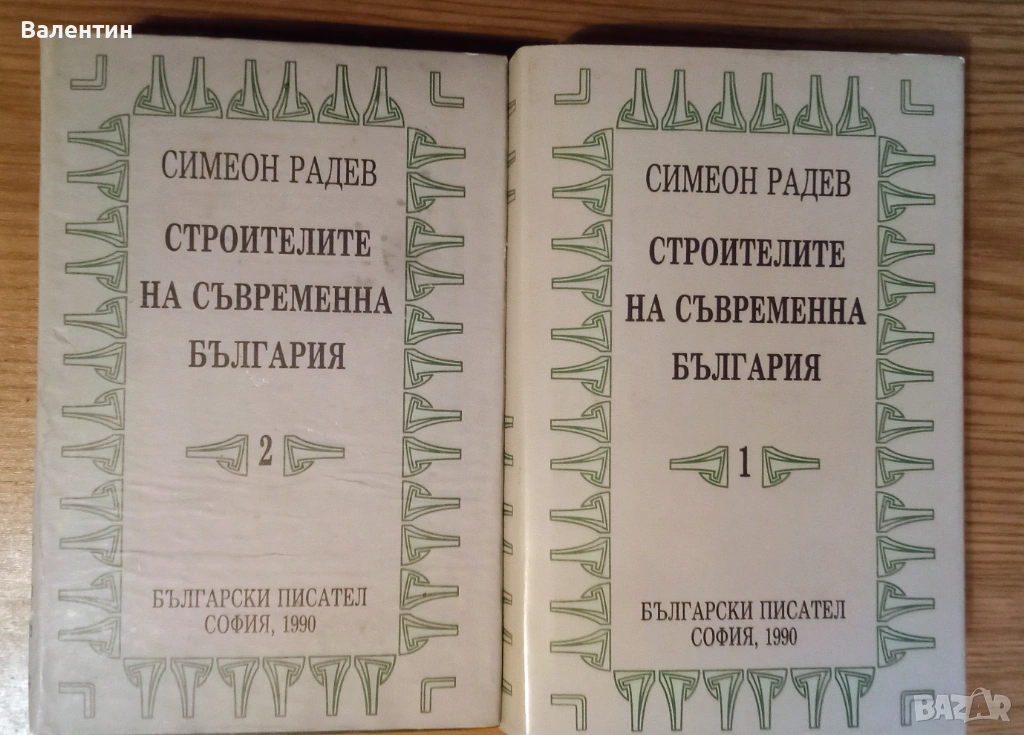 Валентин
СИМЕОН РАДЕВ
СТРОИТЕЛИТЕ
НА СЪВРЕМЕННА
БЪЛГАРИЯ
2
БЪЛГАРСКИ ПИСАТЕЛ
СОФИЯ, 1990
СИМЕОН РАДЕВ
СТРОИТЕЛИТЕ
НА СЪВРЕМЕННА
БЪЛГАРИЯ
1
БЪЛГАРСКИ ПИСАТЕЛ
СОФИЯ, 1990
BAZAR